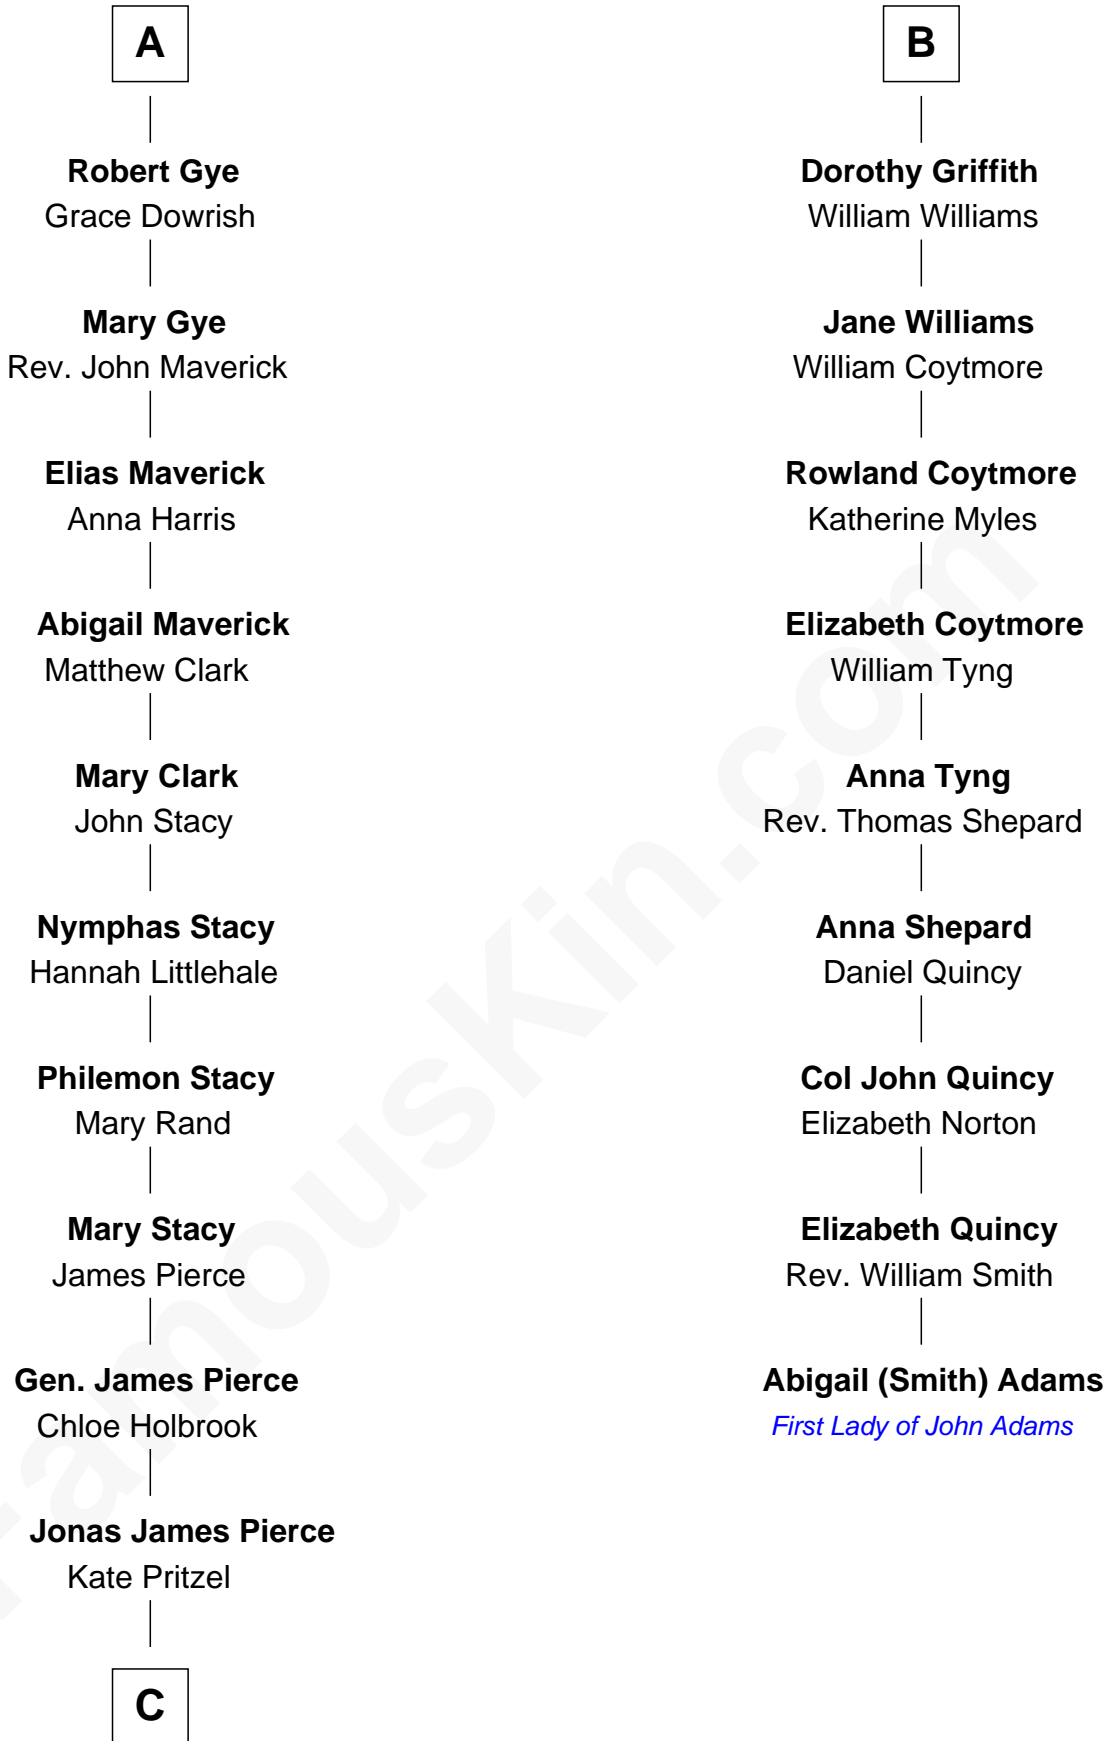 A
Robert Gye
Grace Dowrish
Mary Gye
Rev. John Maverick
Elias Maverick
Anna Harris
Abigail Maverick
Matthew Clark
Mary Clark
John Stacy
Nymphas Stacy
Hannah Littlehale
Philemon Stacy
Mary Rand
Mary Stacy
James Pierce
Gen. James Pierce
Chloe Holbrook
Jonas James Pierce
Kate Pritzel
C
B
Dorothy Griffith
William Williams
Jane Williams
William Coytmore
Rowland Coytmore
Katherine Myles
Elizabeth Coytmore
William Tyng
Anna Tyng
Rev. Thomas Shepard
Anna Shepard
Daniel Quincy
Col John Quincy
Elizabeth Norton
Elizabeth Quincy
Rev. William Smith
Abigail (Smith) Adams
First Lady of John Adams
FamousKin.com